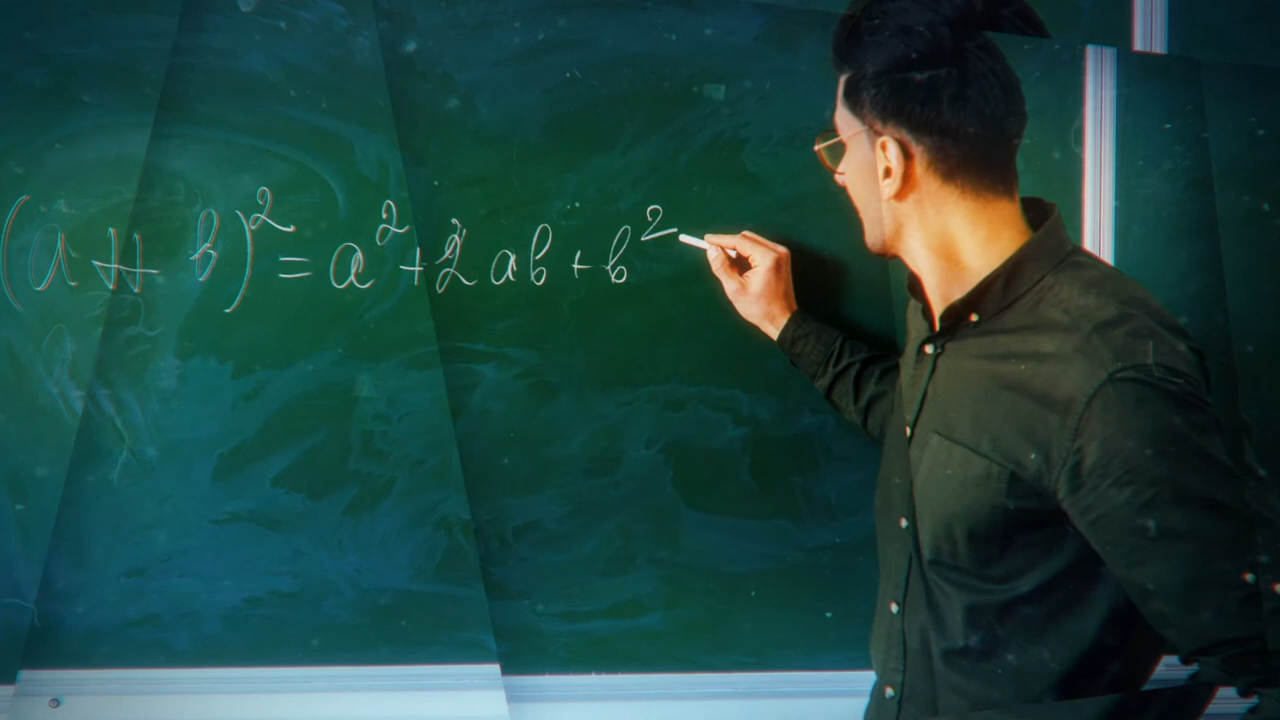 (a + b)² = a² + 2ab + b²